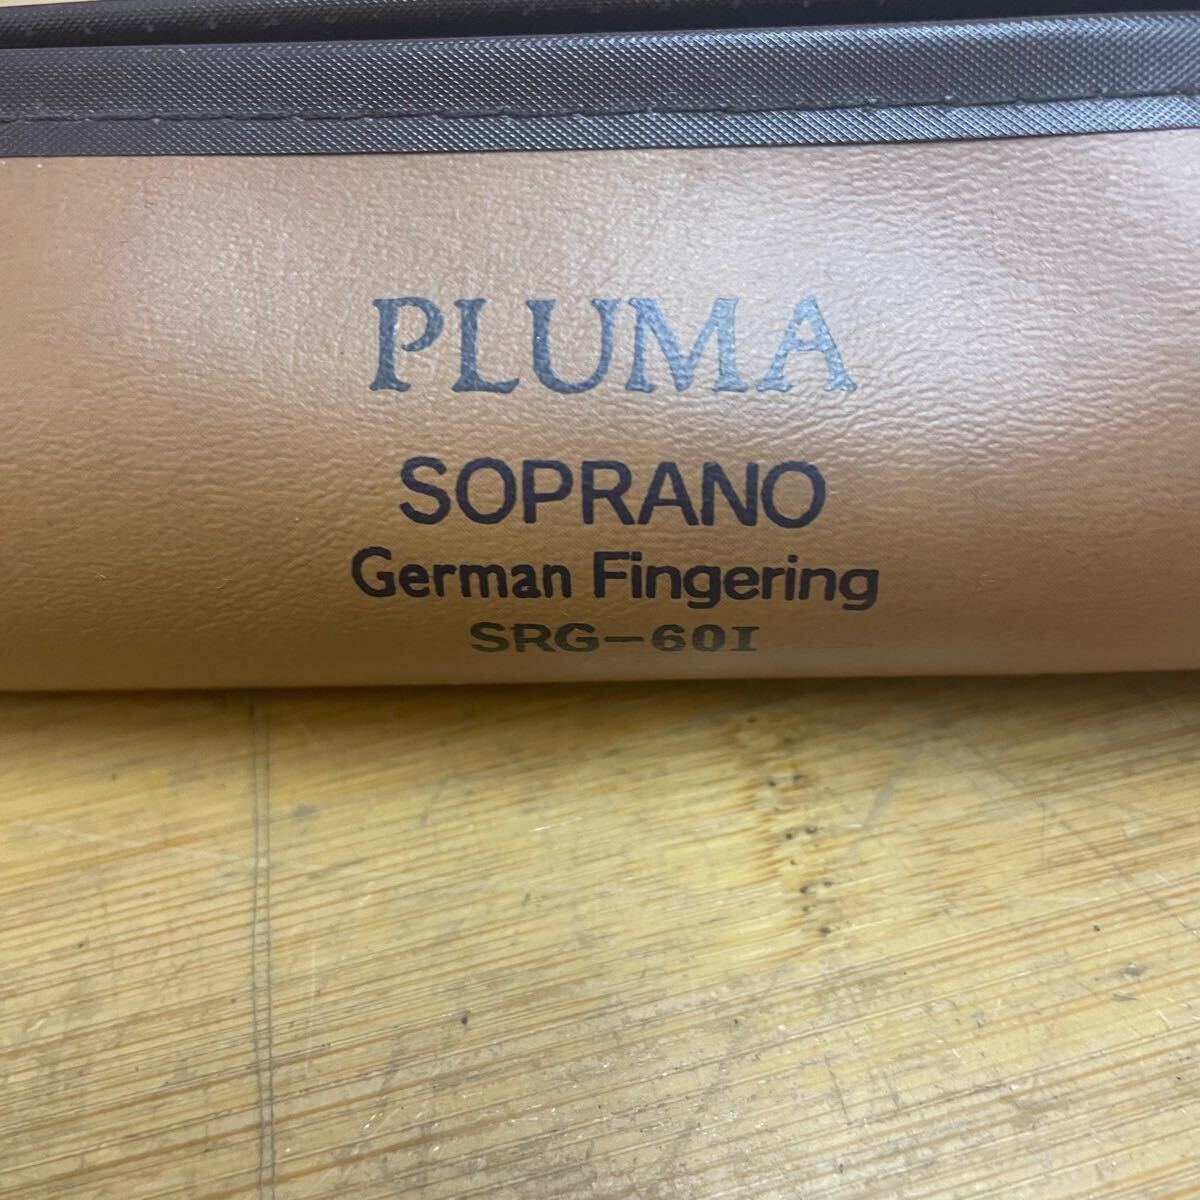 PLUMA
SOPRANO
German Fingering
SRG-60I